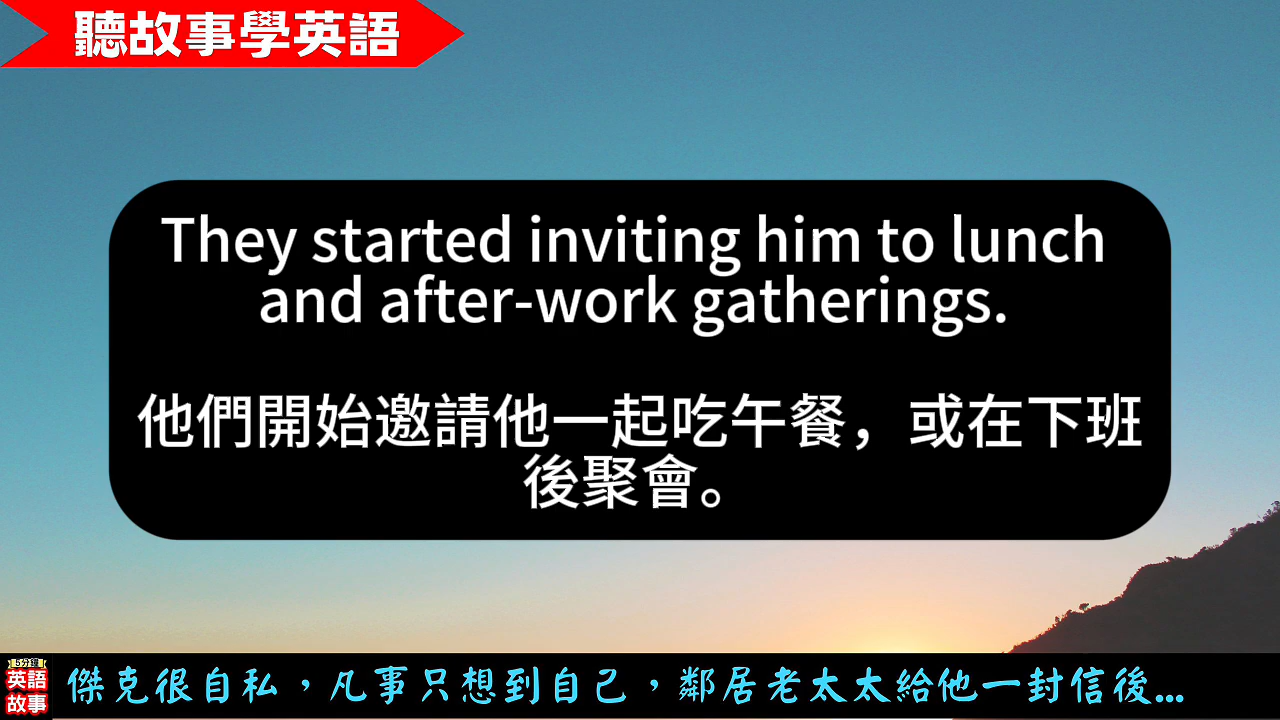 聽故事學英語
They started inviting him to lunch
and after-work gatherings.
他們開始邀請他一起吃午餐，或在下班
後聚會。
5分鐘
英語
故事
傑克很自私，凡事只想到自己，鄰居老太太給他一封信後...